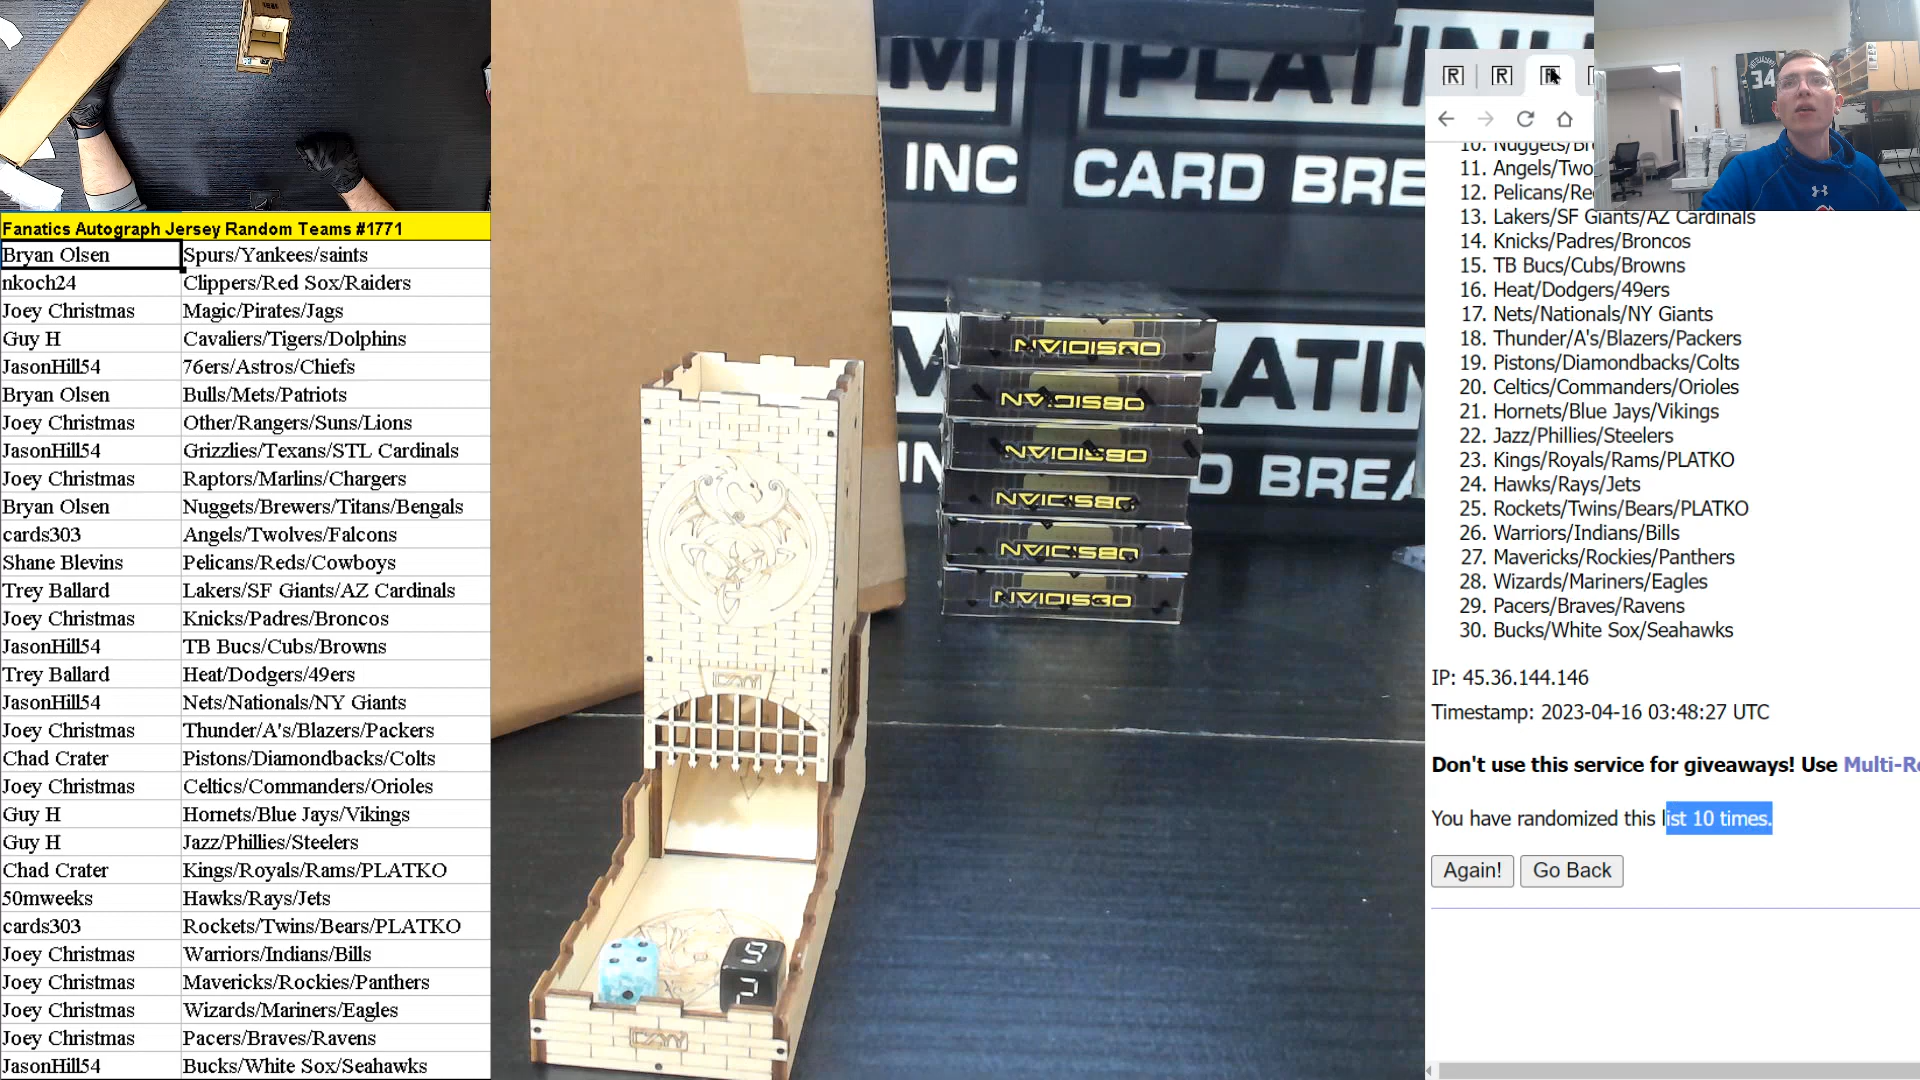 Fanatics Autograph Jersey Random Teams #1771
Bryan Olsen Spurs/Yankees/saints
nkoch24 Clippers/Red Sox/Raiders
Joey Christmas Magic/Pirates/Jags
Guy H Cavaliers/Tigers/Dolphins
JasonHill54 76ers/Astros/Chiefs
Bryan Olsen Bulls/Mets/Patriots
Joey Christmas Other/Rangers/Suns/Lions
JasonHill54 Grizzlies/Texans/STL Cardinals
Joey Christmas Raptors/Marlins/Chargers
Bryan Olsen Nuggets/Brewers/Titans/Bengals
cards303 Angels/Twolves/Falcons
Shane Blevins Pelicans/Reds/Cowboys
Trey Ballard Lakers/SF Giants/AZ Cardinals
Joey Christmas Knicks/Padres/Broncos
JasonHill54 TB Bucs/Cubs/Browns
Trey Ballard Heat/Dodgers/49ers
JasonHill54 Nets/Nationals/NY Giants
Joey Christmas Thunder/A's/Blazers/Packers
Chad Crater Pistons/Diamondbacks/Colts
Joey Christmas Celtics/Commanders/Orioles
Guy H Hornets/Blue Jays/Vikings
Guy H Jazz/Phillies/Steelers
Chad Crater Kings/Royals/Rams/PLATKO
50mweeks Hawks/Rays/Jets
cards303 Rockets/Twins/Bears/PLATKO
Joey Christmas Warriors/Indians/Bills
Joey Christmas Mavericks/Rockies/Panthers
Joey Christmas Wizards/Mariners/Eagles
Joey Christmas Pacers/Braves/Ravens
JasonHill54 Bucks/White Sox/Seahawks
M PLATINU
INC CARD BRE
M PLATIN
IN D BREA
OBSIDIAN
OBSIDIAN
OBSIDIAN
OBSIDIAN
OBSIDIAN
OBSIDIAN
R R R
34
10. Nuggets/Br
11. Angels/Two
12. Pelicans/Re
13. Lakers/SF Giants/AZ Cardinals
14. Knicks/Padres/Broncos
15. TB Bucs/Cubs/Browns
16. Heat/Dodgers/49ers
17. Nets/Nationals/NY Giants
18. Thunder/A's/Blazers/Packers
19. Pistons/Diamondbacks/Colts
20. Celtics/Commanders/Orioles
21. Hornets/Blue Jays/Vikings
22. Jazz/Phillies/Steelers
23. Kings/Royals/Rams/PLATKO
24. Hawks/Rays/Jets
25. Rockets/Twins/Bears/PLATKO
26. Warriors/Indians/Bills
27. Mavericks/Rockies/Panthers
28. Wizards/Mariners/Eagles
29. Pacers/Braves/Ravens
30. Bucks/White Sox/Seahawks
IP: 45.36.144.146
Timestamp: 2023-04-16 03:48:27 UTC
Don't use this service for giveaways! Use Multi-R
You have randomized this list 10 times.
Again! Go Back